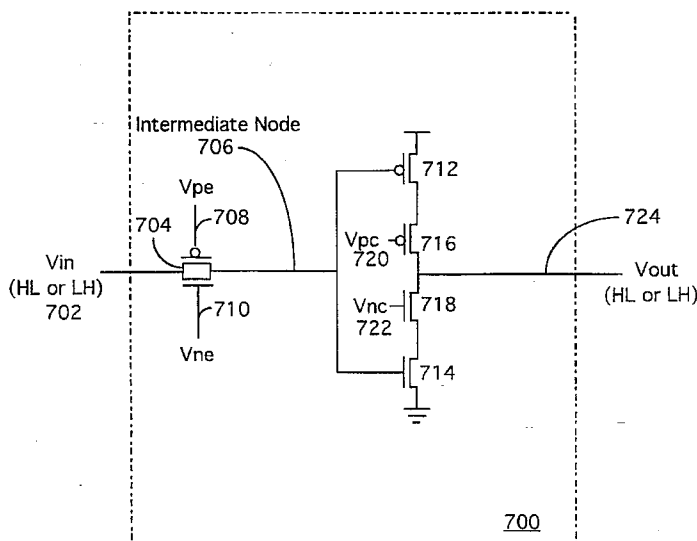 Intermediate Node
706
712
Vpe
708
704
724
Vpc
720
716
Vin
(HL or LH)
702
Vout
(HL or LH)
Vnc
722
718
710
Vne
714
700